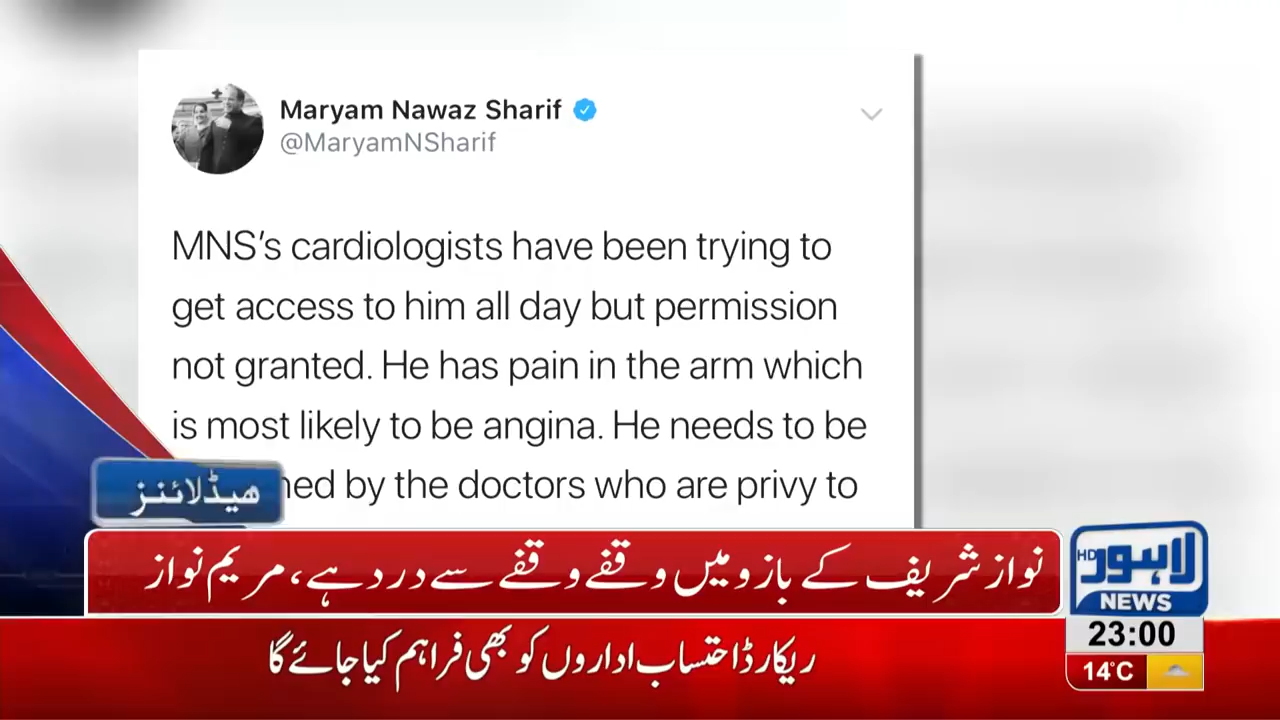 Maryam Nawaz Sharif
@MaryamNSharif
MNS’s cardiologists have been trying to
get access to him all day but permission
not granted. He has pain in the arm which
is most likely to be angina. He needs to be
by the doctors who are privy to
ھیڈلائنز
نواز شریف کے بازو میں وقفے وقفے سے درد ہے، مریم نواز
ریکارڈ احتساب اداروں کو بھی فراہم کیا جائے گا
لاہور HD
NEWS
23:00
14°C